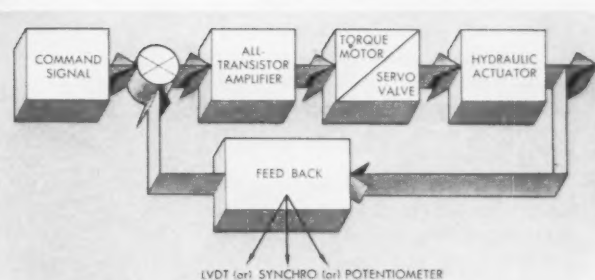 COMMAND
SIGNAL
ALL-
TRANSISTOR
AMPLIFIER
TORQUE
MOTOR
SERVO
VALVE
HYDRAULIC
ACTUATOR
FEED BACK
LVDT (or) SYNCHRO (or) POTENTIOMETER